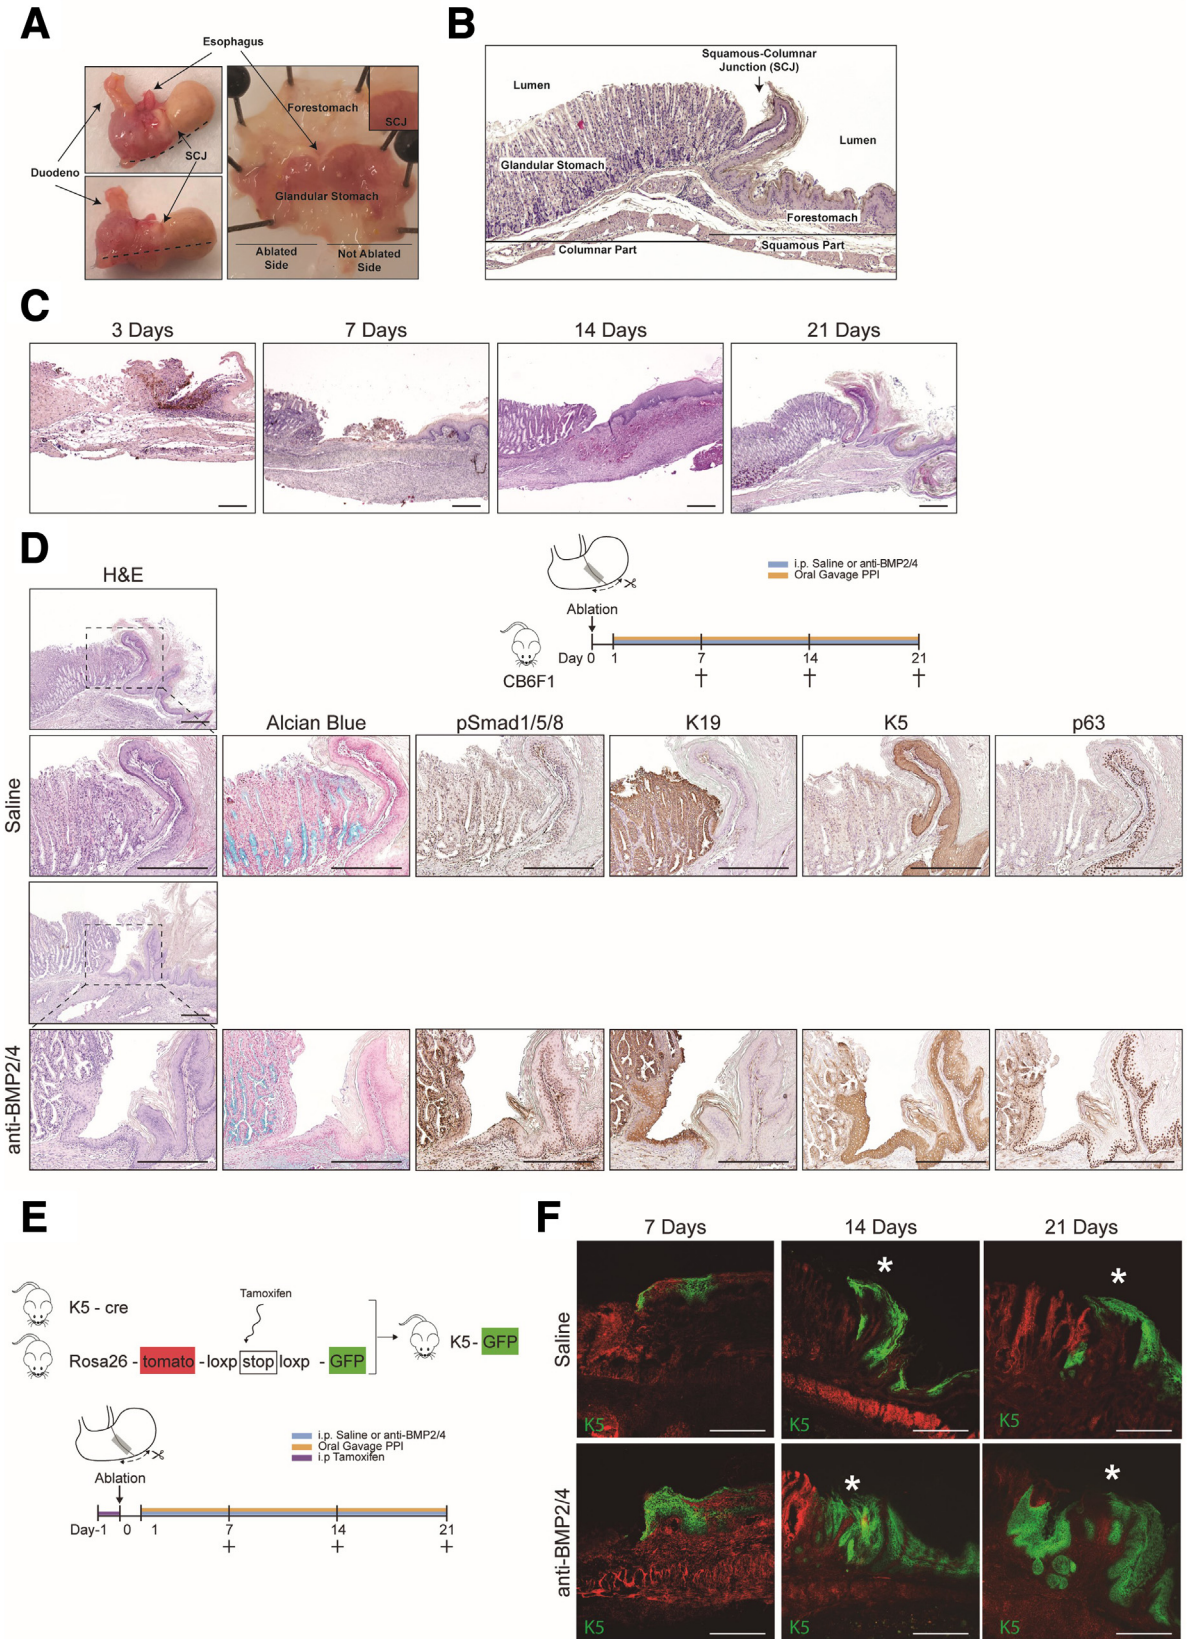 A
Esophagus
Duodeno
SCJ
Forestomach
SCJ
Glandular Stomach
Ablated
Side
Not Ablated
Side
B
Squamous-Columnar
Junction (SCJ)
Lumen
Lumen
Glandular Stomach
Forestomach
Columnar Part
Squamous Part
C
3 Days
7 Days
14 Days
21 Days
D
H&E
i.p. Saline or anti-BMP2/4
Oral Gavage PPI
Ablation
Day 0 1 7 14 21
CB6F1
Alcian Blue
pSmad1/5/8
K19
K5
p63
Saline
anti-BMP2/4
E
K5 - cre
Tamoxifen
Rosa26 - tomato - loxp stop loxp - GFP
K5 - GFP
i.p. Saline or anti-BMP2/4
Oral Gavage PPI
i.p Tamoxifen
Ablation
Day-1 0 1 7 14 21
F
7 Days
14 Days
21 Days
Saline
K5
K5
K5
anti-BMP2/4
K5
K5
K5